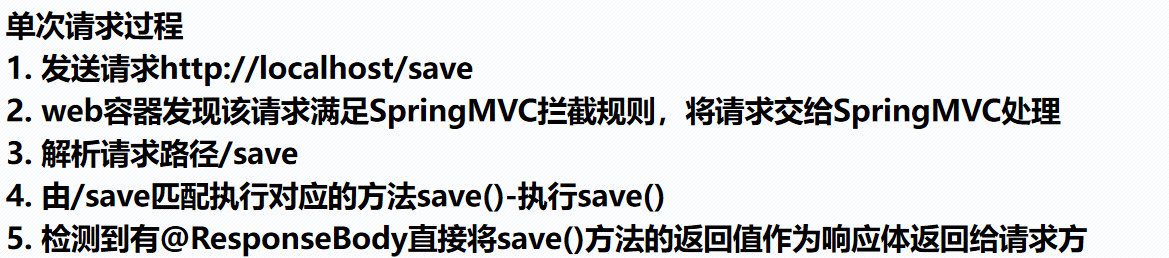 单次请求过程
1. 发送请求http://localhost/save
2. web容器发现该请求满足SpringMVC拦截规则，将请求交给SpringMVC处理
3. 解析请求路径/save
4. 由/save匹配执行对应的方法save()-执行save()
5. 检测到有@ResponseBody直接将save()方法的返回值作为响应体返回给请求方